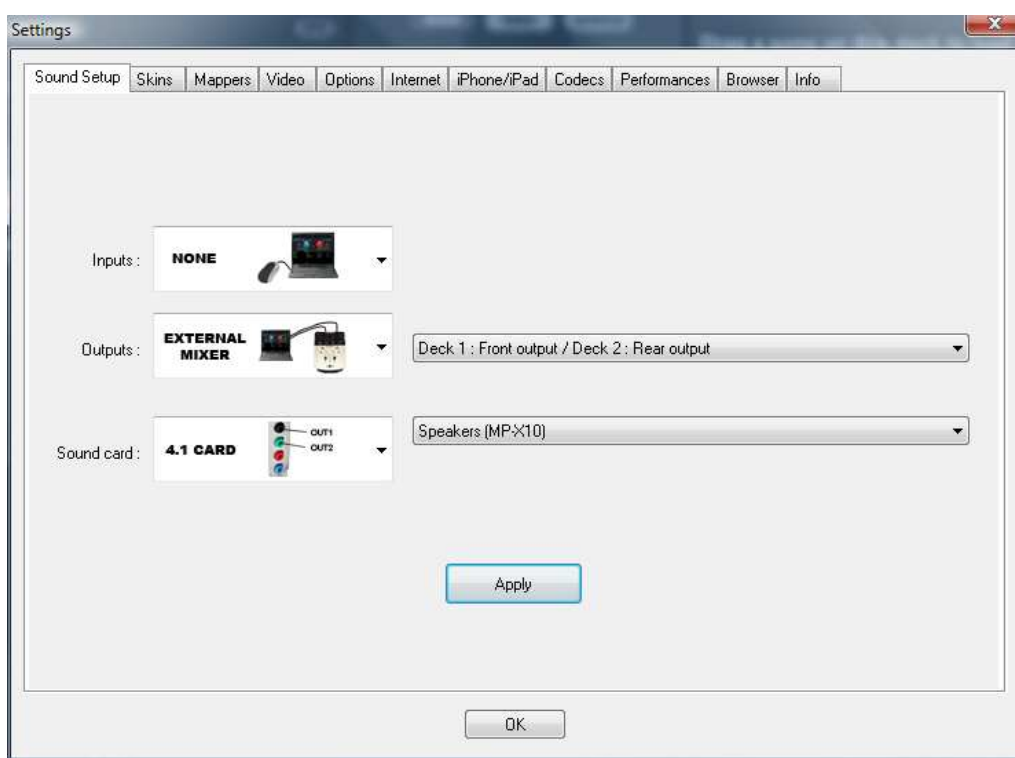 Settings
Sound Setup Skins Mappers Video Options Internet iPhone/iPad Codecs Performances Browser Info
Inputs : NONE
Outputs : EXTERNAL MIXER Deck 1 : Front output / Deck 2 : Rear output
Sound card : 4.1 CARD OUT1 OUT2 Speakers (MP-X10)
Apply
OK